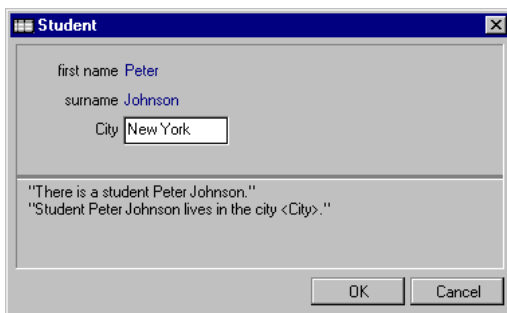 Student
first name Peter
surname Johnson
City New York
"There is a student Peter Johnson."
"Student Peter Johnson lives in the city <City>."
OK Cancel